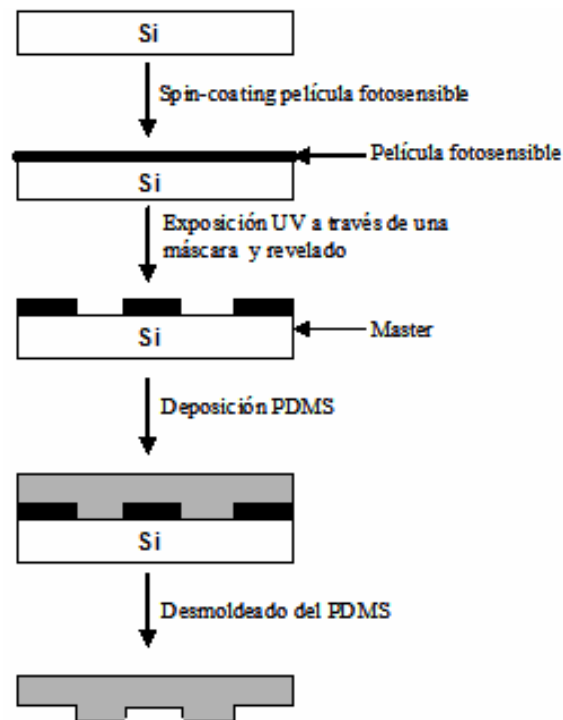 Si
Spin-coating película fotosensible
Película fotosensible
Si
Exposición UV a través de una
máscara y revelado
Si
Master
Deposición PDMS
Si
Desmoldeado del PDMS